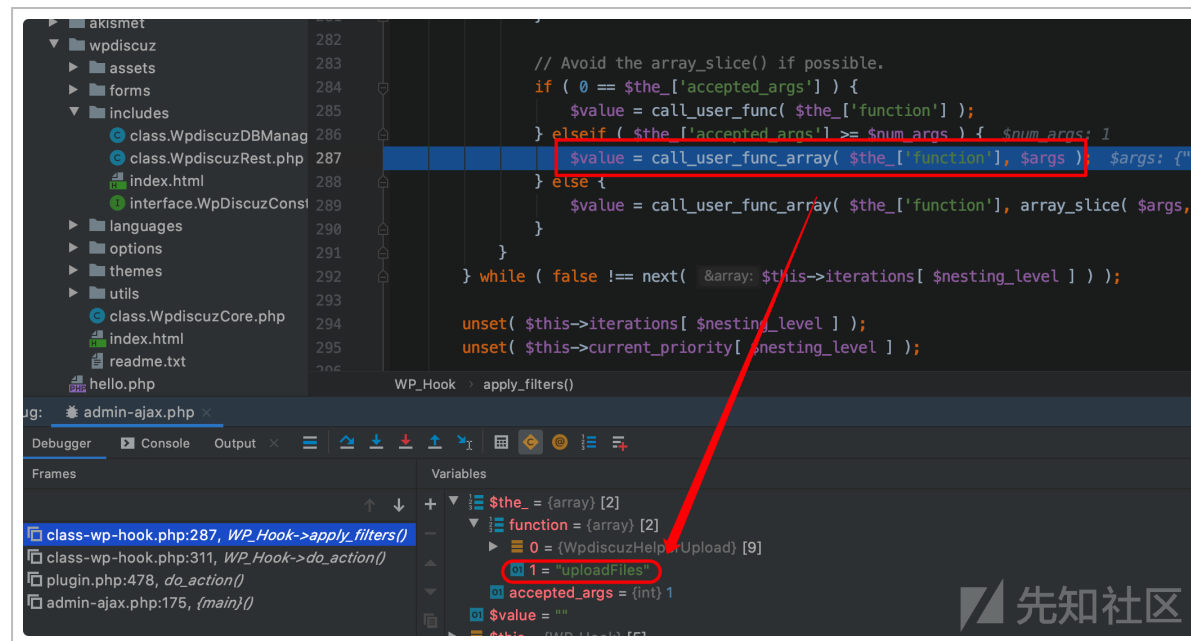 akismet
wpdiscuz
assets
forms
includes
class.WpdiscuzDBManag
class.WpdiscuzRest.php
index.html
interface.WpDiscuzConst
languages
options
themes
utils
class.WpdiscuzCore.php
index.html
readme.txt
hello.php
282
283 // Avoid the array_slice() if possible.
284 if ( 0 == $the_['accepted_args'] ) {
285 $value = call_user_func( $the_['function'] );
286 } elseif ( $the_['accepted_args'] >= $num_args ) { $num_args: 1
287 $value = call_user_func_array( $the_['function'], $args ); $args: {"
288 } else {
289 $value = call_user_func_array( $the_['function'], array_slice( $args,
290 }
291 }
292 } while ( false !== next( &array: $this->iterations[ $nesting_level ] ) );
293
294 unset( $this->iterations[ $nesting_level ] );
295 unset( $this->current_priority[ $nesting_level ] );
WP_Hook › apply_filters()
ug: admin-ajax.php ×
Debugger Console Output ×
Frames
Variables
class-wp-hook.php:287, WP_Hook->apply_filters()
class-wp-hook.php:311, WP_Hook->do_action()
plugin.php:478, do_action()
admin-ajax.php:175, {main}()
$the_ = {array} [2]
function = {array} [2]
0 = {WpdiscuzHelperUpload} [9]
1 = "uploadFiles"
accepted_args = {int} 1
$value = ""
$this = {WP_Hook} [5]
先知社区